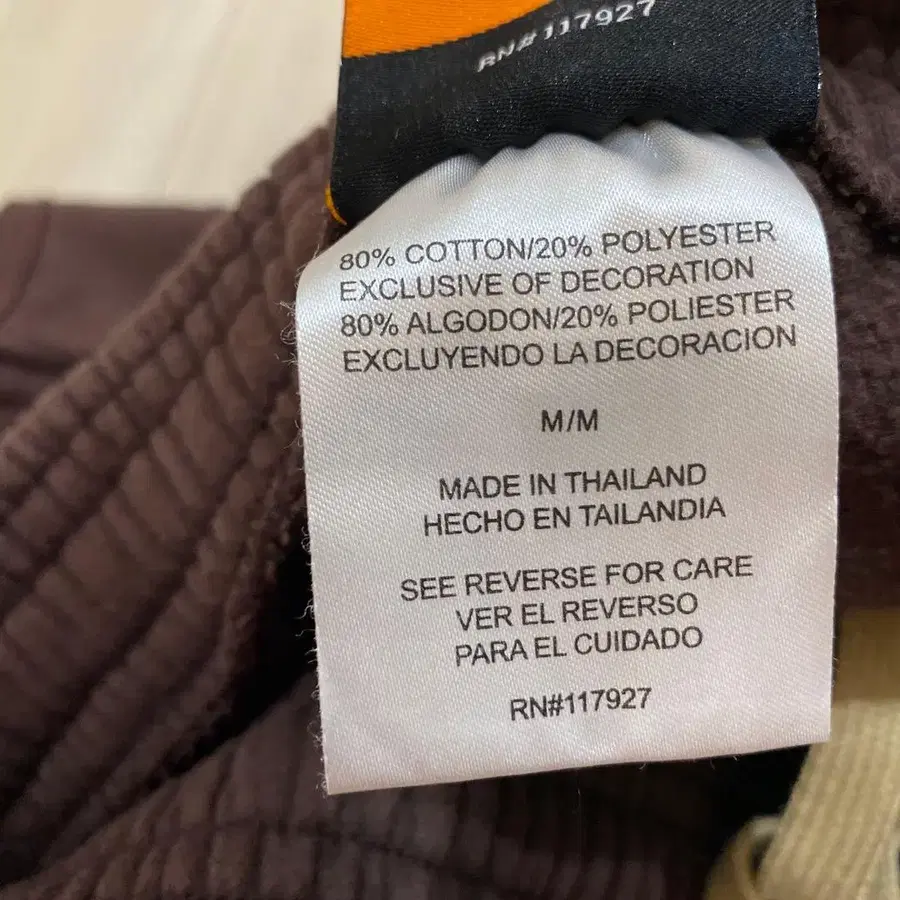 RN# 117927
80% COTTON/20% POLYESTER
EXCLUSIVE OF DECORATION
80% ALGODON/20% POLIESTER
EXCLUYENDO LA DECORACION
M/M
MADE IN THAILAND
HECHO EN TAILANDIA
SEE REVERSE FOR CARE
VER EL REVERSO
PARA EL CUIDADO
RN#117927